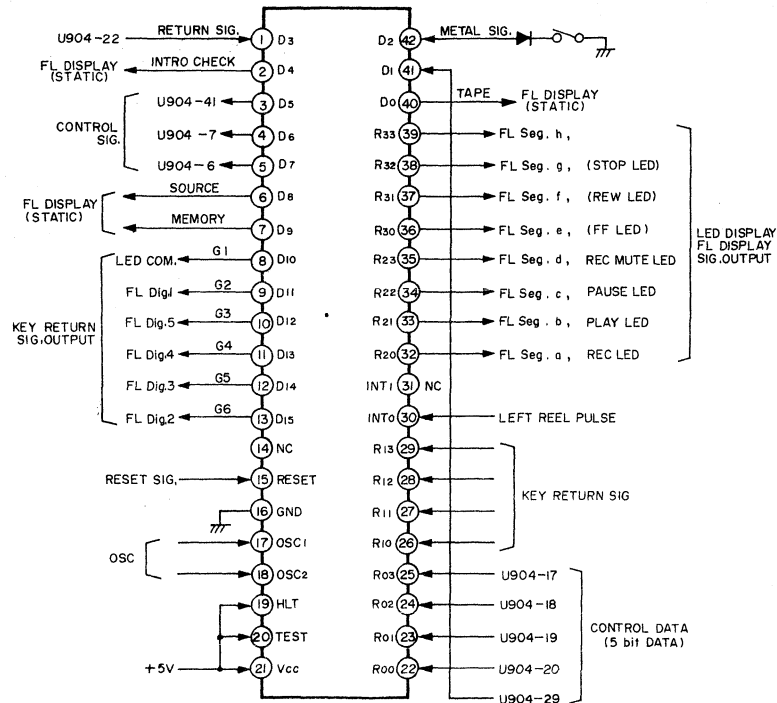 U904-22 RETURN SIG. 1 D3
FL DISPLAY (STATIC) INTRO CHECK 2 D4
CONTROL SIG.
U904-41 3 D5
U904-7 4 D6
U904-6 5 D7
FL DISPLAY (STATIC)
SOURCE 6 D8
MEMORY 7 D9
KEY RETURN SIG.OUTPUT
LED COM. G1 8 D10
FL Dig.1 G2 9 D11
FL Dig.5 G3 10 D12
FL Dig.4 G4 11 D13
FL Dig.3 G5 12 D14
FL Dig.2 G6 13 D15
14 NC
RESET SIG. 15 RESET
16 GND
OSC
17 OSC1
18 OSC2
19 HLT
20 TEST
+5V 21 Vcc
D2 42 METAL SIG.
D1 41
D0 40 TAPE FL DISPLAY (STATIC)
R33 39 FL Seg. h,
R32 38 FL Seg. g, (STOP LED)
R31 37 FL Seg. f, (REW LED)
R30 36 FL Seg. e, (FF LED)
R23 35 FL Seg. d, REC MUTE LED
R22 34 FL Seg. c, PAUSE LED
R21 33 FL Seg. b, PLAY LED
R20 32 FL Seg. a, REC LED
LED DISPLAY
FL DISPLAY
SIG.OUTPUT
INT1 31 NC
INT0 30 LEFT REEL PULSE
R13 29
R12 28
R11 27
R10 26
KEY RETURN SIG
R03 25 U904-17
R02 24 U904-18
R01 23 U904-19
R00 22 U904-20
U904-29
CONTROL DATA
(5 bit DATA)